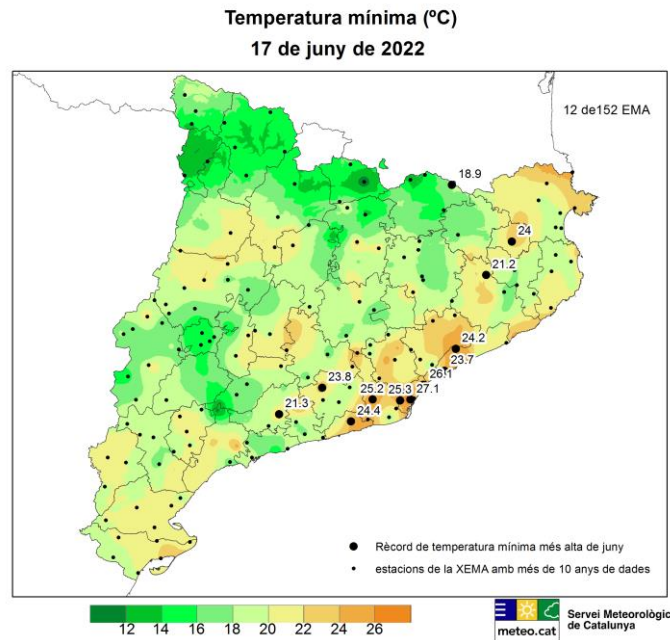 Temperatura mínima (ºC)
17 de juny de 2022
12 de152 EMA
18.9
24
21.2
24.2
23.7
26.1
23.8
25.2
25.3
27.1
21.3
24.4
Rècord de temperatura mínima més alta de juny
estacions de la XEMA amb més de 10 anys de dades
12 14 16 18 20 22 24 26
meteo.cat
Servei Meteorològic
de Catalunya